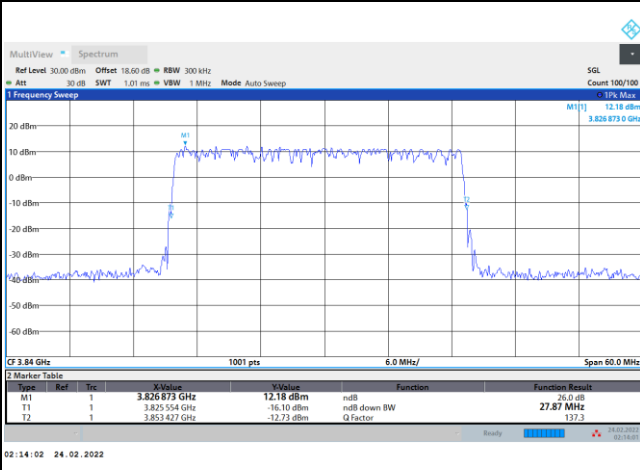 MultiView Spectrum
Ref Level 30.00 dBm Offset 18.60 dB RBW 300 kHz SGL
Att 30 dB SWT 1.01 ms VBW 1 MHz Mode Auto Sweep Count 100/100
1 Frequency Sweep 1Pk Max
M1[1] 12.18 dBm
3.826 873 0 GHz
20 dBm
M1
10 dBm
0 dBm
T1
T2
-10 dBm
-20 dBm
-30 dBm
-40 dBm
-50 dBm
-60 dBm
CF 3.84 GHz 1001 pts 6.0 MHz/ Span 60.0 MHz
2 Marker Table
Type Ref Trc X-Value Y-Value Function Function Result
M1 1 3.826 873 GHz 12.18 dBm ndB 26.0 dB
T1 1 3.825 554 GHz -16.10 dBm ndB down BW 27.87 MHz
T2 1 3.853 427 GHz -12.73 dBm Q Factor 137.3
Ready 24.02.2022
02:14:01
02:14:02 24.02.2022